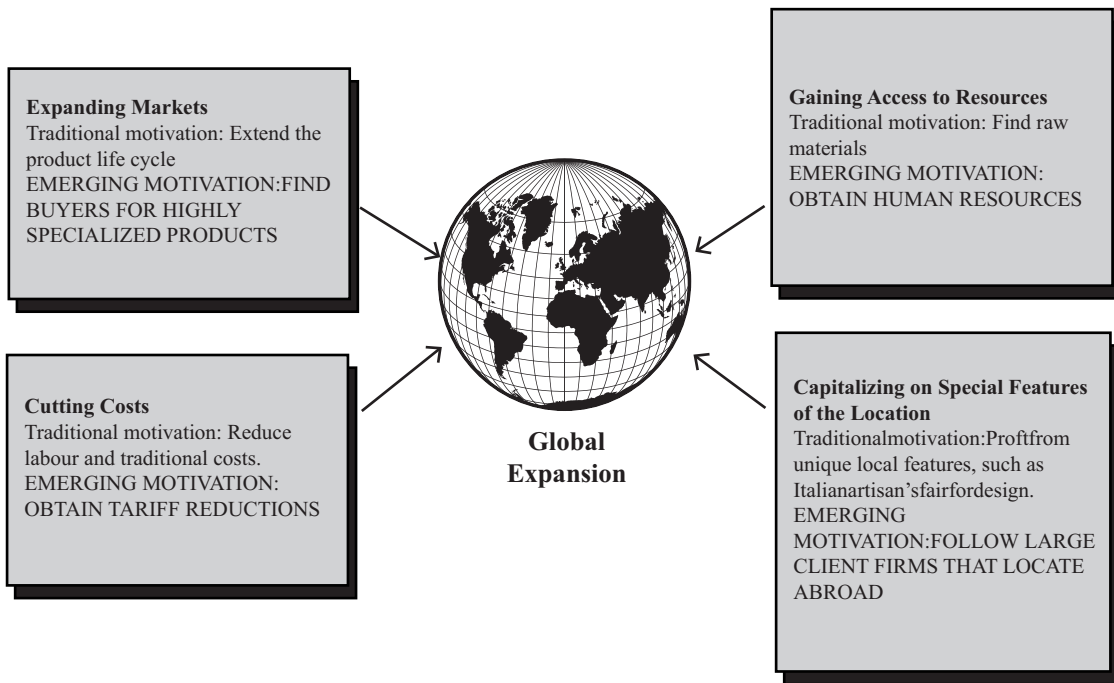 Expanding Markets
Traditional motivation: Extend the
product life cycle
EMERGING MOTIVATION:FIND
BUYERS FOR HIGHLY
SPECIALIZED PRODUCTS
Gaining Access to Resources
Traditional motivation: Find raw
materials
EMERGING MOTIVATION:
OBTAIN HUMAN RESOURCES
Cutting Costs
Traditional motivation: Reduce
labour and traditional costs.
EMERGING MOTIVATION:
OBTAIN TARIFF REDUCTIONS
Global
Expansion
Capitalizing on Special Features
of the Location
Traditionalmotivation:Proftfrom
unique local features, such as
Italianartisan’sfairfordesign.
EMERGING
MOTIVATION:FOLLOW LARGE
CLIENT FIRMS THAT LOCATE
ABROAD